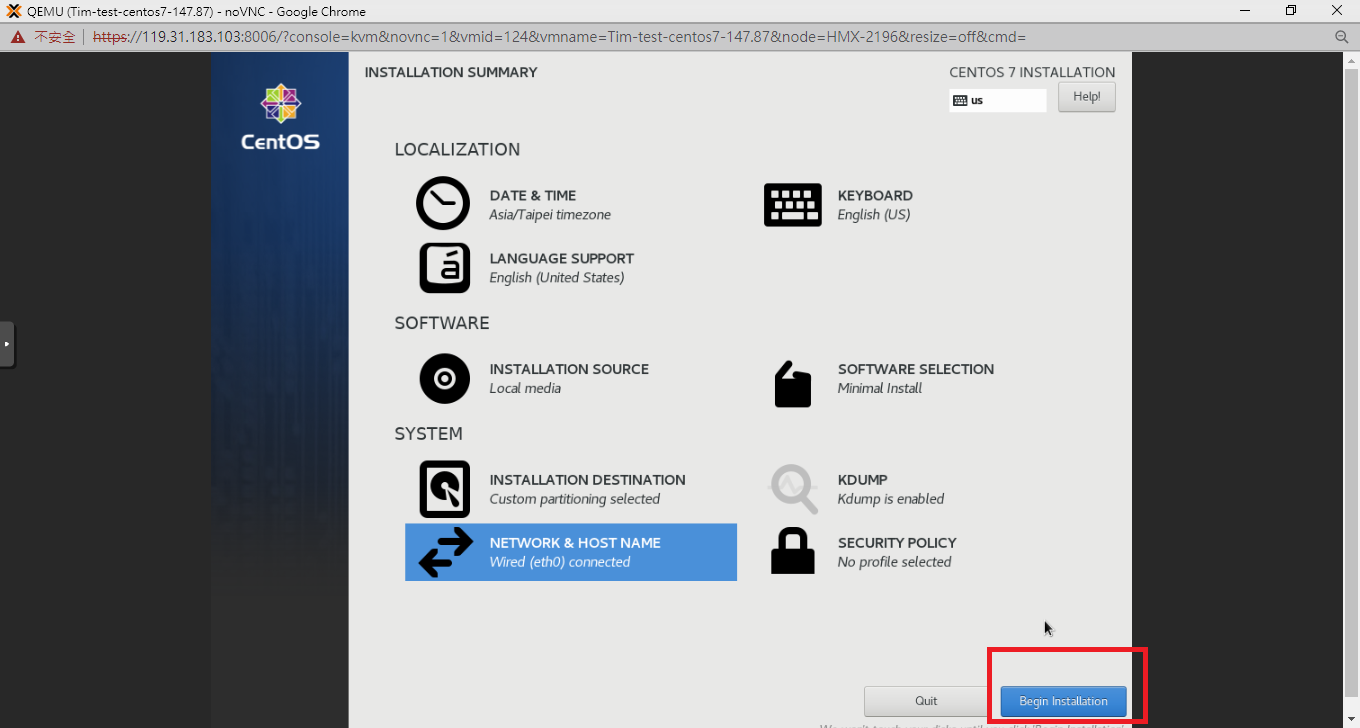 QEMU (Tim-test-centos7-147.87) - noVNC - Google Chrome
不安全 https://119.31.183.103:8006/?console=kvm&novnc=1&vmid=124&vmname=Tim-test-centos7-147.87&node=HMX-2196&resize=off&cmd=
INSTALLATION SUMMARY
CENTOS 7 INSTALLATION
us
Help!
CentOS
LOCALIZATION
DATE & TIME
Asia/Taipei timezone
KEYBOARD
English (US)
LANGUAGE SUPPORT
English (United States)
SOFTWARE
INSTALLATION SOURCE
Local media
SOFTWARE SELECTION
Minimal Install
SYSTEM
INSTALLATION DESTINATION
Custom partitioning selected
KDUMP
Kdump is enabled
NETWORK & HOST NAME
Wired (eth0) connected
SECURITY POLICY
No profile selected
Quit
Begin Installation